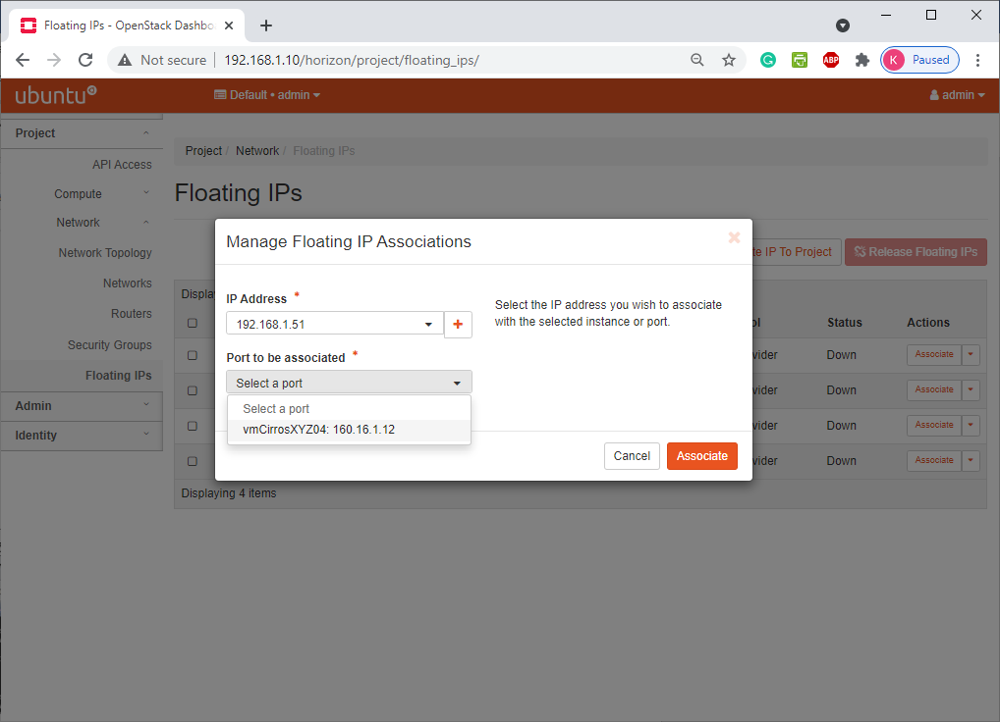 Floating IPs - OpenStack Dashbo
Not secure
192.168.1.10/horizon/project/floating_ips/
G
ABP
K
Paused
ubuntu
Default • admin
admin
Project
API Access
Compute
Network
Network Topology
Networks
Routers
Security Groups
Floating IPs
Admin
Identity
Project / Network / Floating IPs
Floating IPs
te IP To Project
Release Floating IPs
Displa
ol
Status
Actions
vider
Down
Associate
vider
Down
Associate
vider
Down
Associate
vider
Down
Associate
Displaying 4 items
Manage Floating IP Associations
IP Address *
192.168.1.51
Port to be associated *
Select a port
Select a port
vmCirrosXYZ04: 160.16.1.12
Select the IP address you wish to associate
with the selected instance or port.
Cancel
Associate